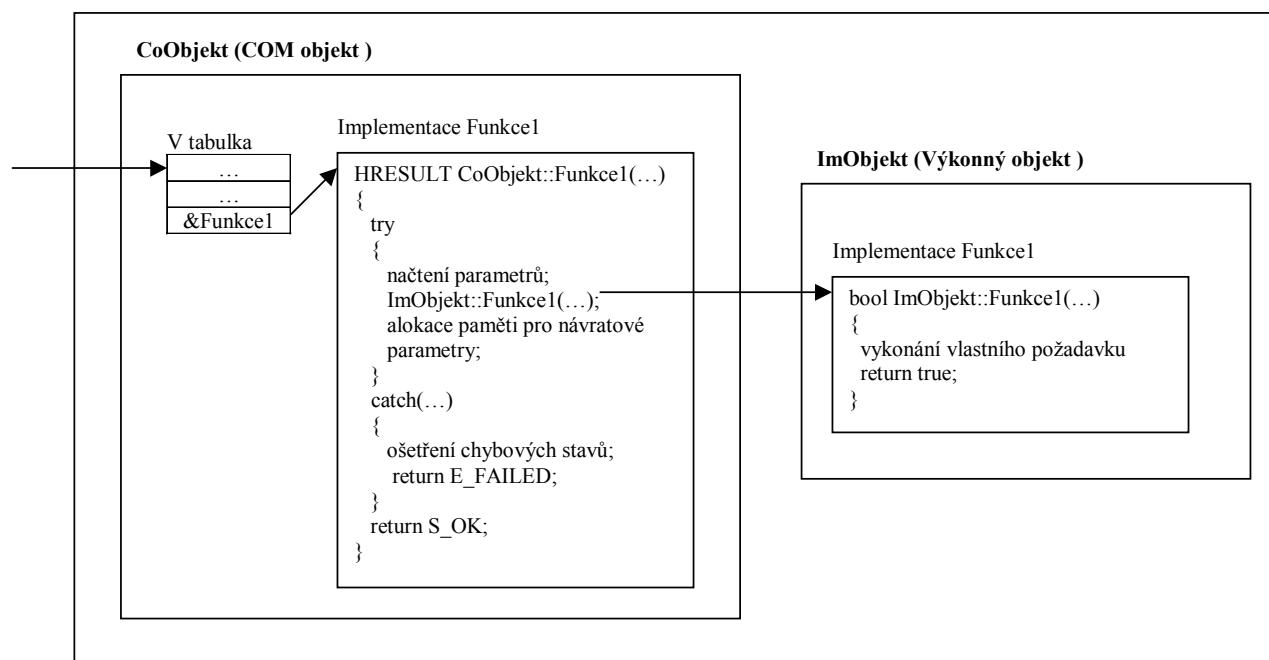 CoObjekt (COM objekt )
V tabulka
…
…
&Funkce1
Implementace Funkce1
HRESULT CoObjekt::Funkce1(…)
{
try
{
načtení parametrů;
ImObjekt::Funkce1(…);
alokace paměti pro návratové
parametry;
}
catch(…)
{
ošetření chybových stavů;
return E_FAILED;
}
return S_OK;
}
ImObjekt (Výkonný objekt )
Implementace Funkce1
bool ImObjekt::Funkce1(…)
{
vykonání vlastního požadavku
return true;
}